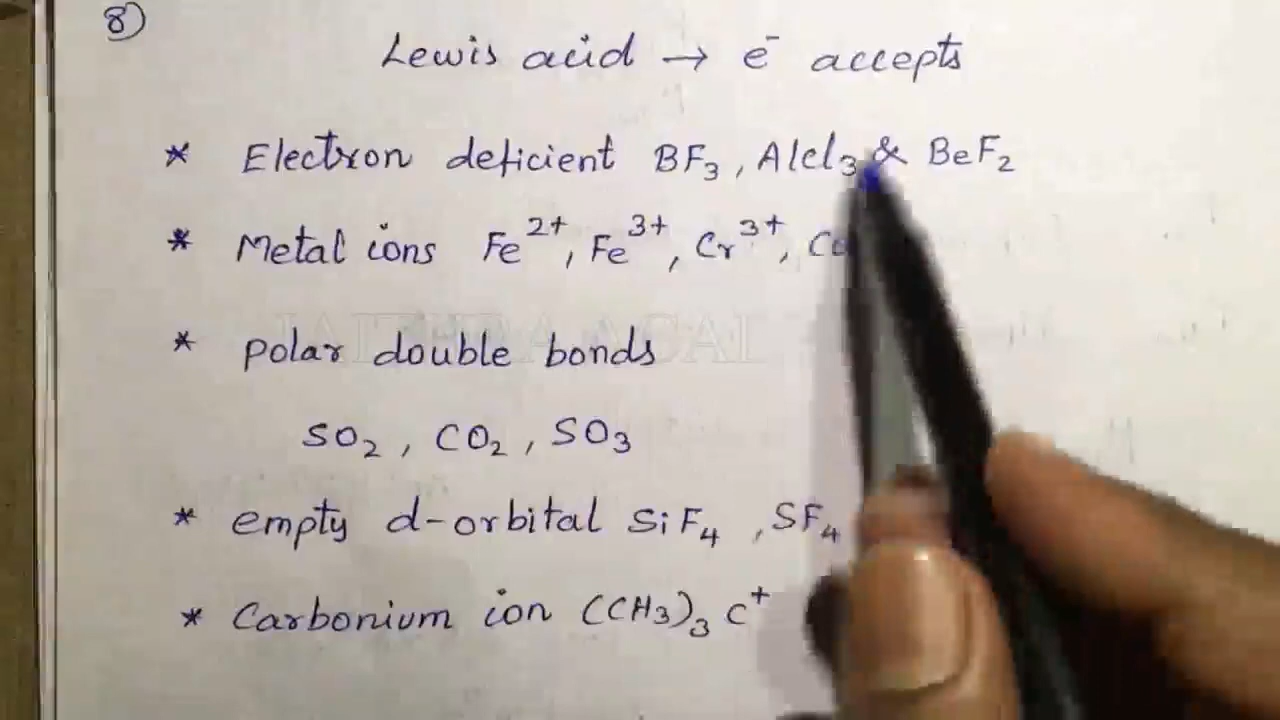 8)
Lewis acid → e⁻ accepts
* Electron deficient BF₃, AlCl₃ & BeF₂
* Metal ions Fe²⁺, Fe³⁺, Cr³⁺,
* polar double bonds
SO₂, CO₂, SO₃
* empty d-orbital SiF₄, SF₄
* Carbonium ion (CH₃)₃ C⁺